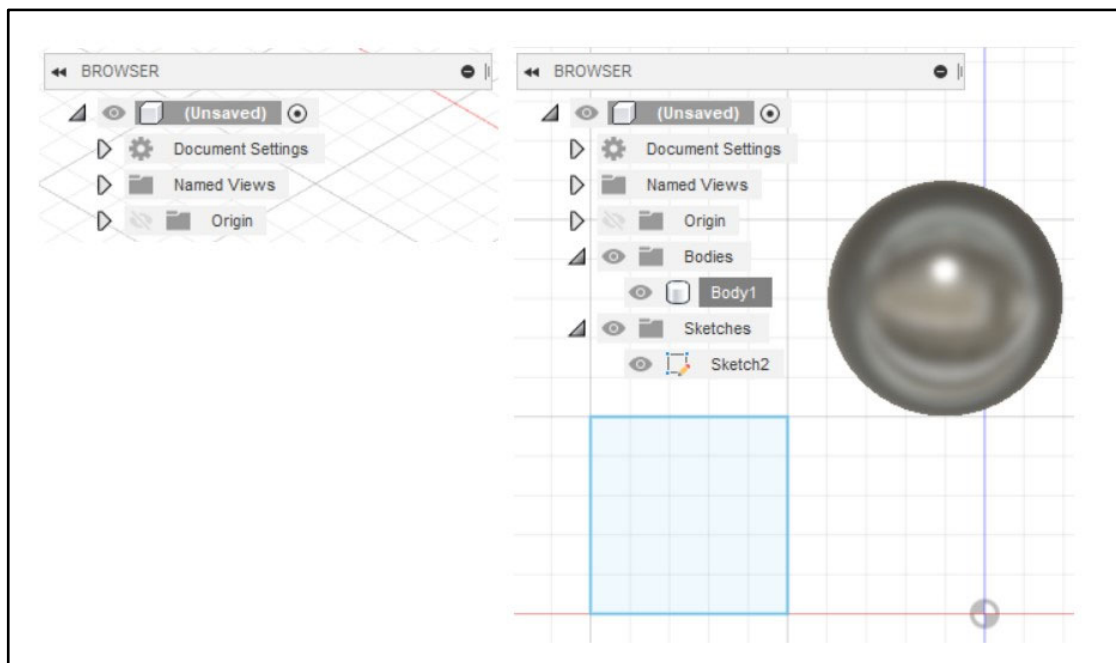 BROWSER
(Unsaved)
Document Settings
Named Views
Origin
BROWSER
(Unsaved)
Document Settings
Named Views
Origin
Bodies
Body1
Sketches
Sketch2